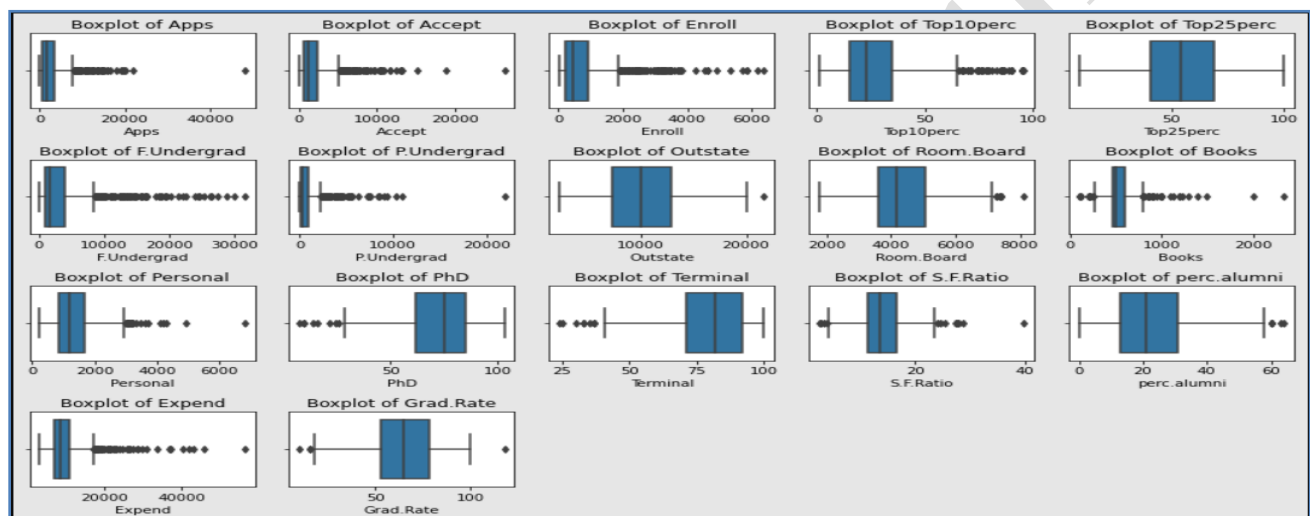 Boxplot of Apps Boxplot of Accept Boxplot of Enroll Boxplot of Top10perc Boxplot of Top25perc
0 20000 40000 0 10000 20000 0 2000 4000 6000 0 50 100 50 100
Apps Accept Enroll Top10perc Top25perc
Boxplot of F.Undergrad Boxplot of P.Undergrad Boxplot of Outstate Boxplot of Room.Board Boxplot of Books
0 10000 20000 30000 0 10000 20000 10000 20000 2000 4000 6000 8000 0 1000 2000
F.Undergrad P.Undergrad Outstate Room.Board Books
Boxplot of Personal Boxplot of PhD Boxplot of Terminal Boxplot of S.F.Ratio Boxplot of perc.alumni
0 2000 4000 6000 50 100 25 50 75 100 20 40 0 20 40 60
Personal PhD Terminal S.F.Ratio perc.alumni
Boxplot of Expend Boxplot of Grad.Rate
20000 40000 50 100
Expend Grad.Rate